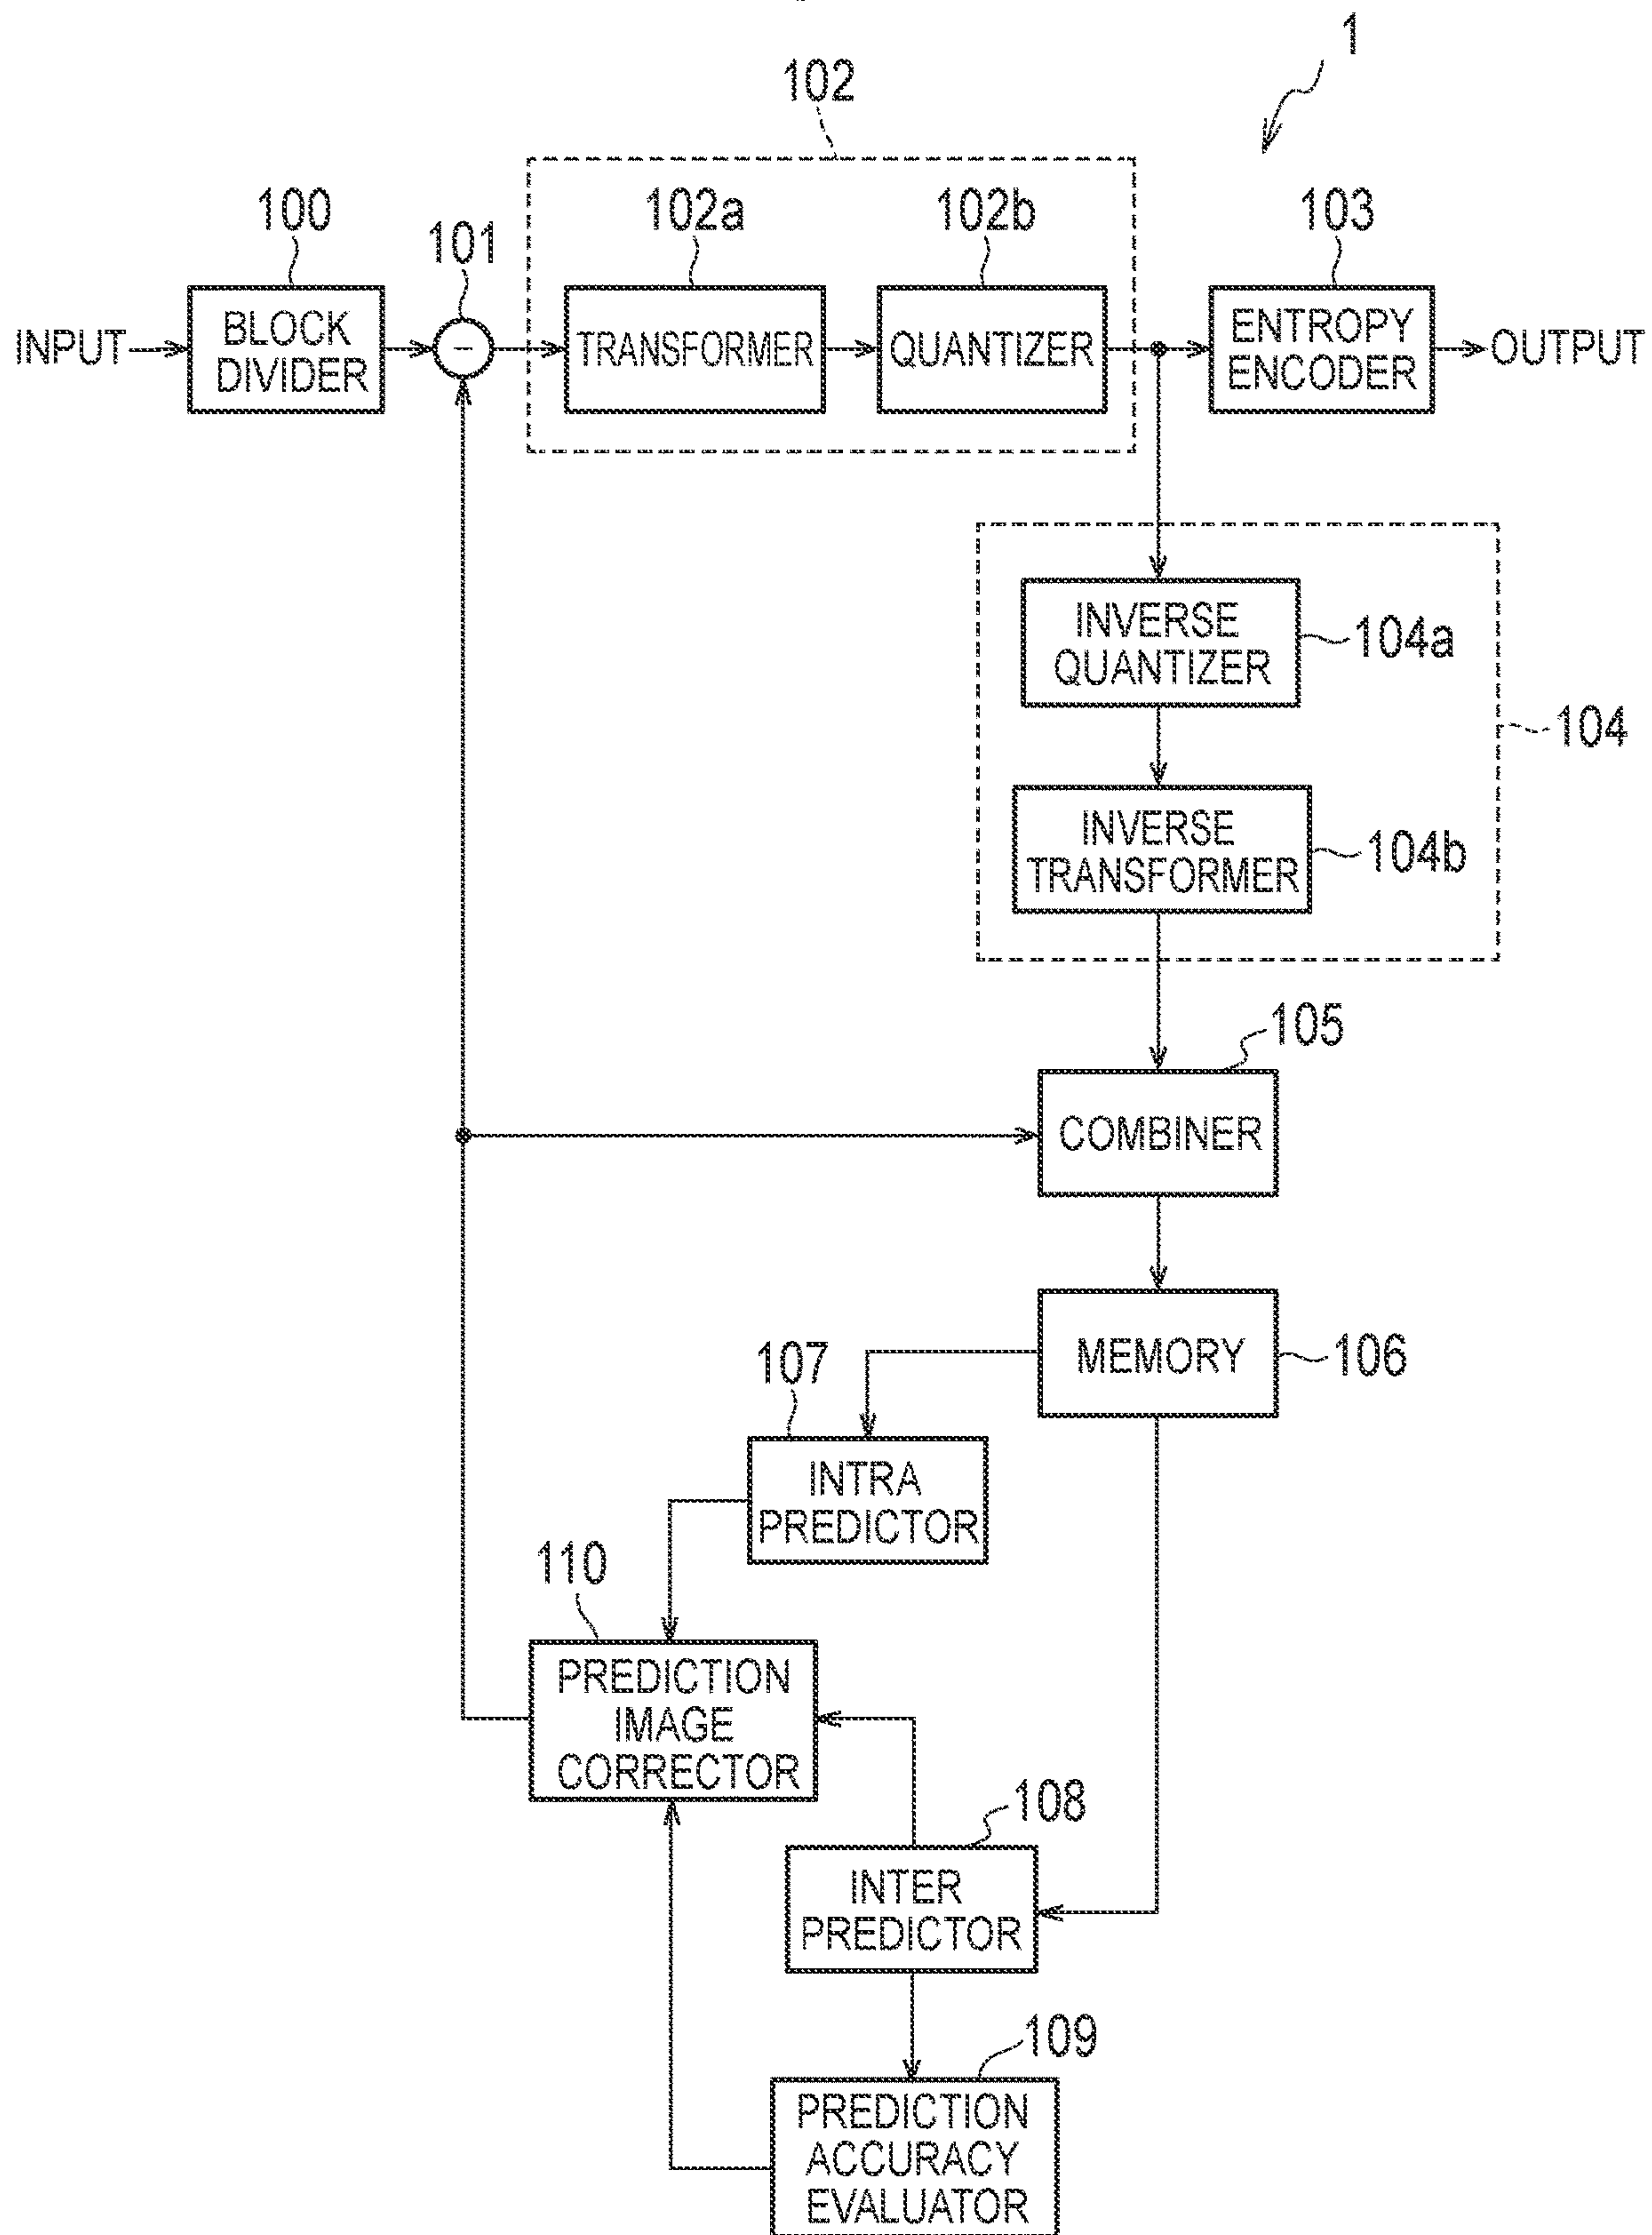 1
102
100
101
102a
102b
103
INPUT
BLOCK
DIVIDER
−
TRANSFORMER
QUANTIZER
ENTROPY
ENCODER
OUTPUT
INVERSE
QUANTIZER
104a
104
INVERSE
TRANSFORMER
104b
105
COMBINER
MEMORY
106
107
INTRA
PREDICTOR
110
PREDICTION
IMAGE
CORRECTOR
108
INTER
PREDICTOR
109
PREDICTION
ACCURACY
EVALUATOR